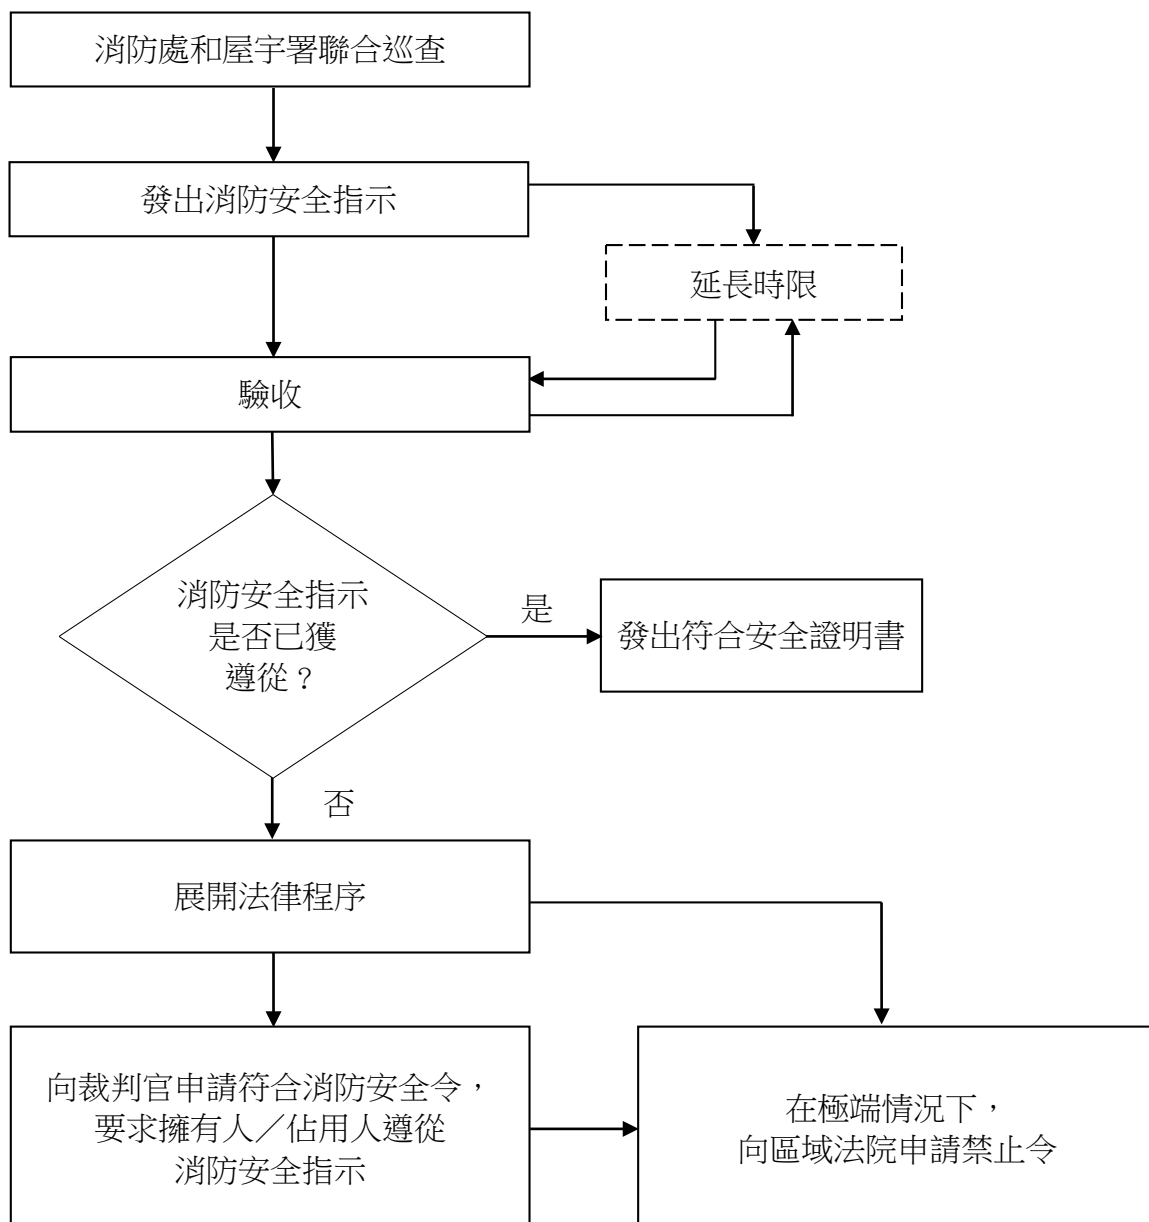 消防處和屋宇署聯合巡查
發出消防安全指示
延長時限
驗收
消防安全指示
是否已獲
遵從？
是
發出符合安全證明書
否
展開法律程序
向裁判官申請符合消防安全令，
要求擁有人／佔用人遵從
消防安全指示
在極端情況下，
向區域法院申請禁止令